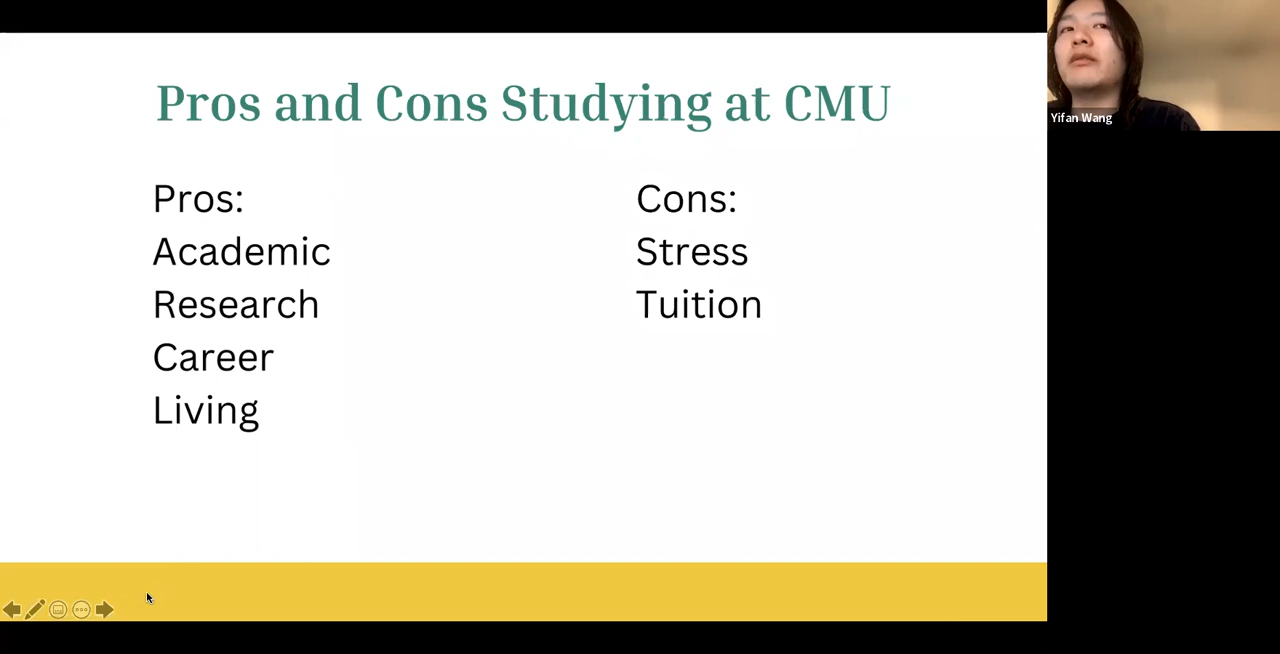 Pros and Cons Studying at CMU
Pros:
Academic
Research
Career
Living
Cons:
Stress
Tuition
Yifan Wang